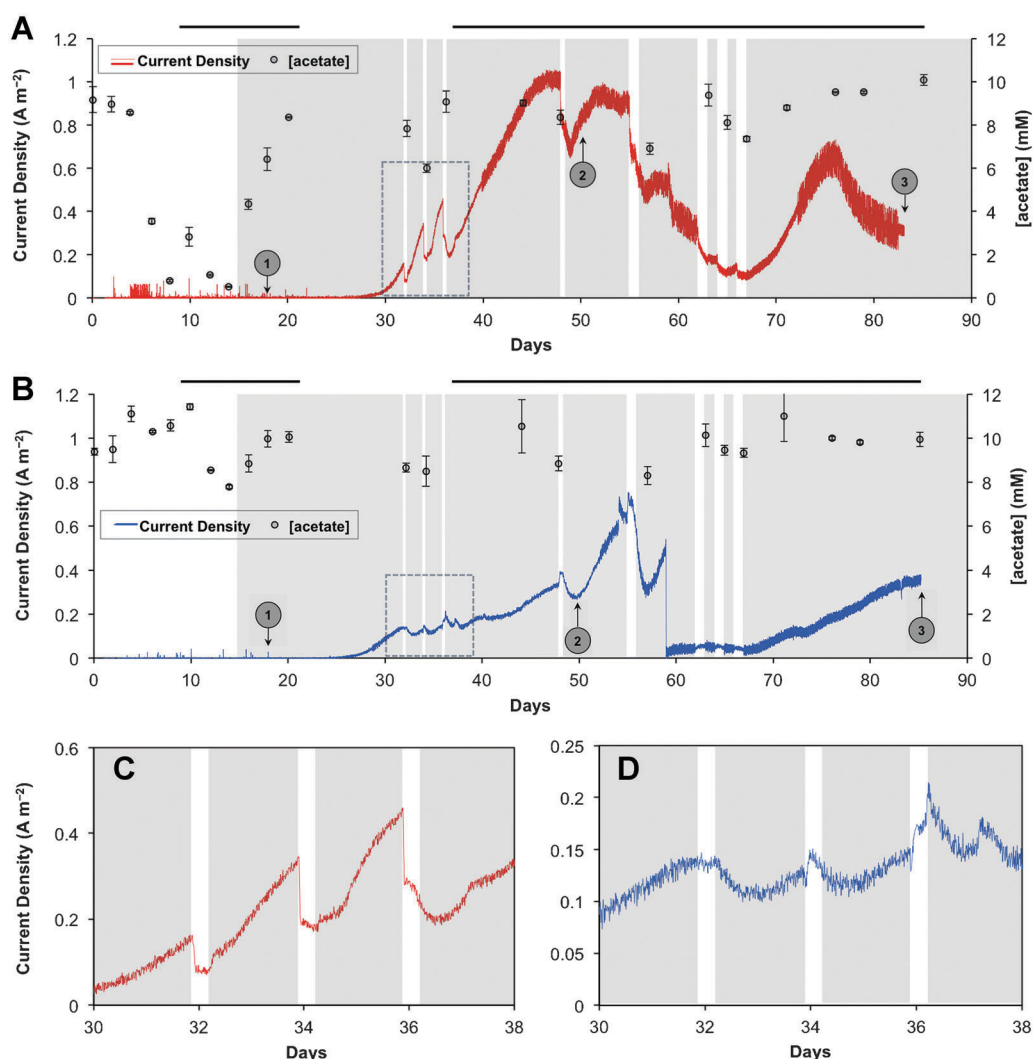 A
Current Density (A m⁻²)
[acetate] (mM)
1.2
1
0.8
0.6
0.4
0.2
0
12
10
8
6
4
2
0
Current Density [acetate]
1
2
3
0 10 20 30 40 50 60 70 80 90
Days
B
Current Density (A m⁻²)
[acetate] (mM)
1.2
1
0.8
0.6
0.4
0.2
0
12
10
8
6
4
2
0
Current Density [acetate]
1
2
3
0 10 20 30 40 50 60 70 80 90
Days
C
Current Density (A m⁻²)
0.6
0.4
0.2
0
30 32 34 36 38
Days
D
0.25
0.2
0.15
0.1
0.05
0
30 32 34 36 38
Days